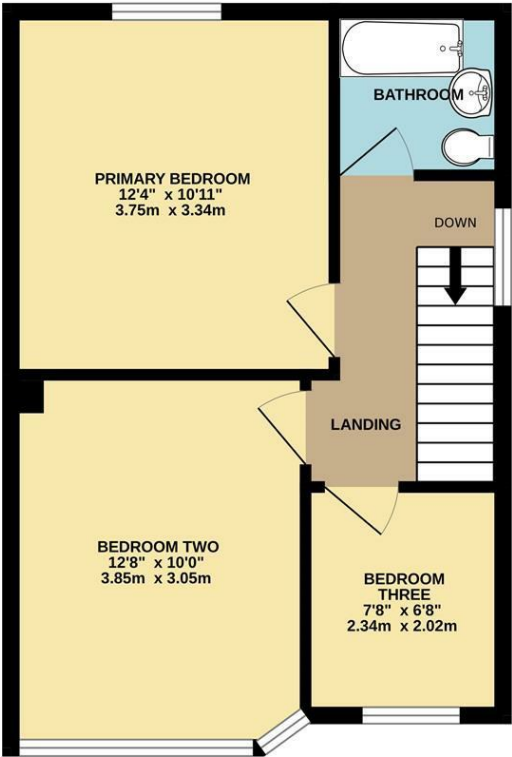 BATHROOM
PRIMARY BEDROOM
12'4" x 10'11"
3.75m x 3.34m
DOWN
LANDING
BEDROOM TWO
12'8" x 10'0"
3.85m x 3.05m
BEDROOM
THREE
7'8" x 6'8"
2.34m x 2.02m